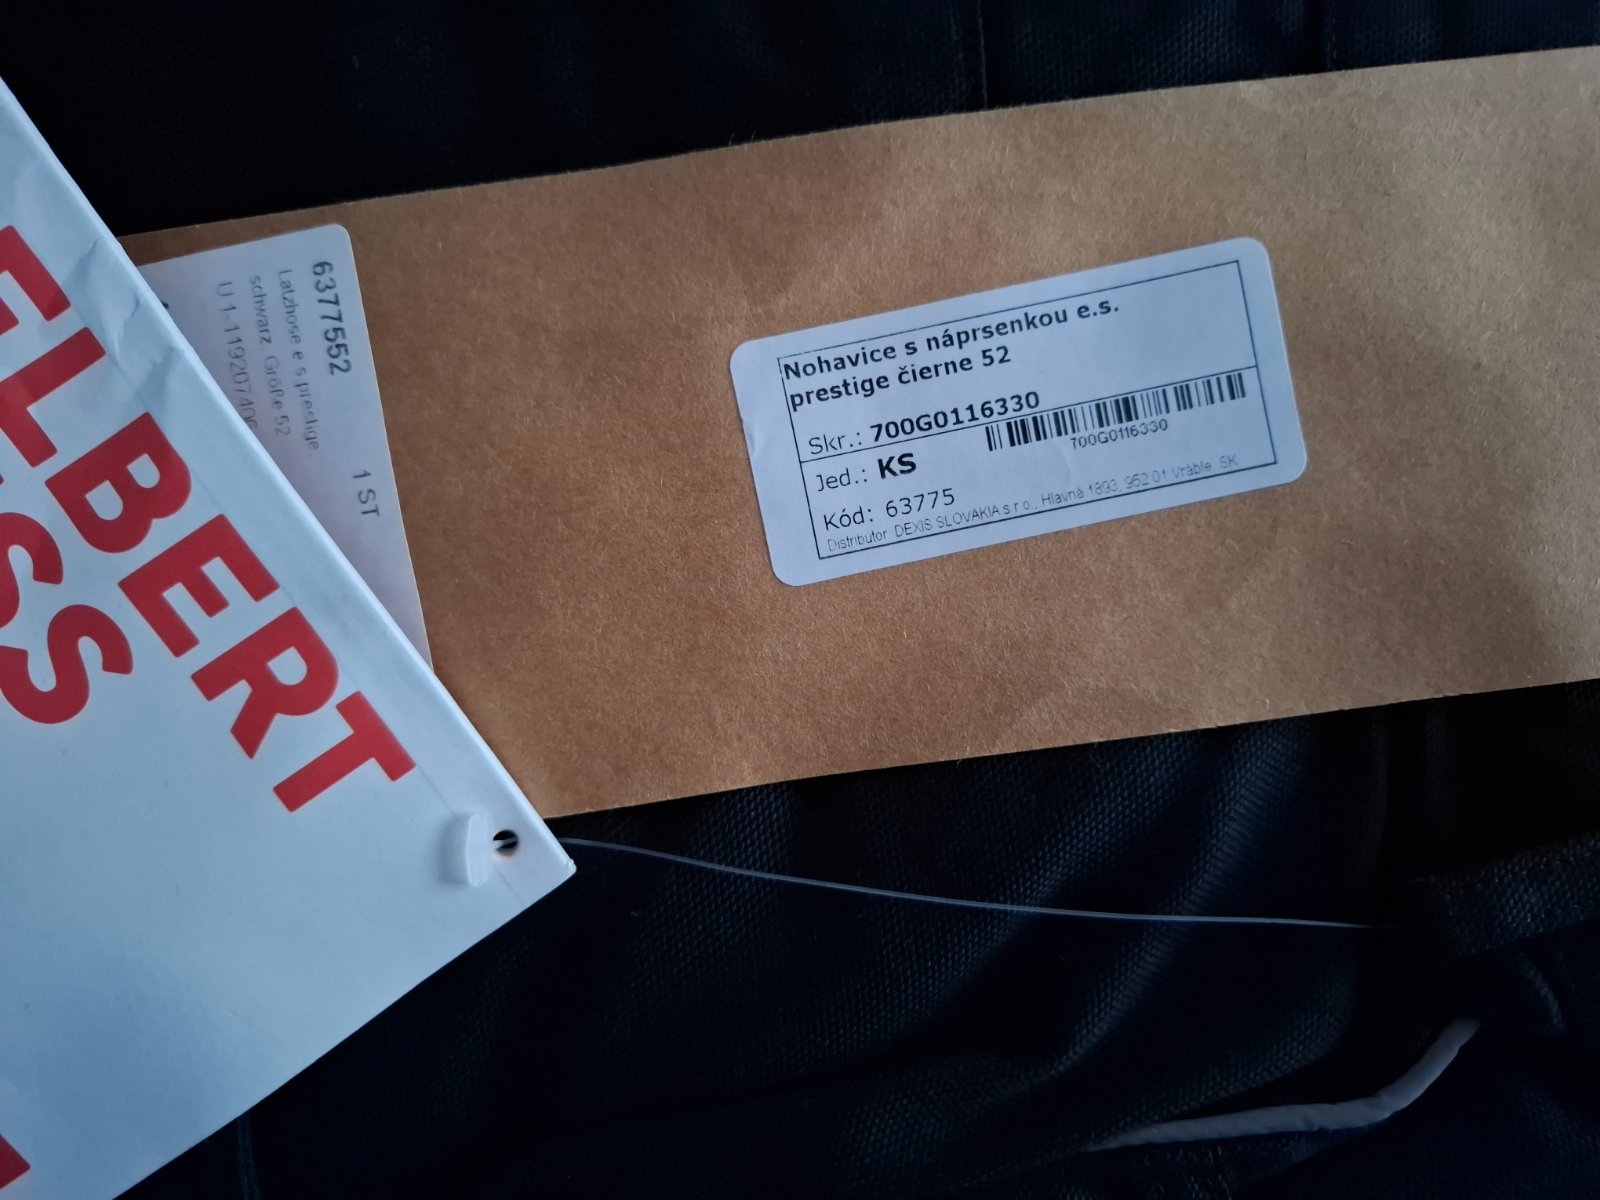 ELBERT
SS
6377552
Latzhose e s prestige
schwarz. Größe 52
1 ST
Nohavice s náprsenkou e.s.
prestige čierne 52
Skr.: 700G0116330
700G0116330
Jed.: KS
Kód: 63775
Distributor DEXIS SLOVAKIA s r o., Hlavná 1893, 952 01 Vráble, SK